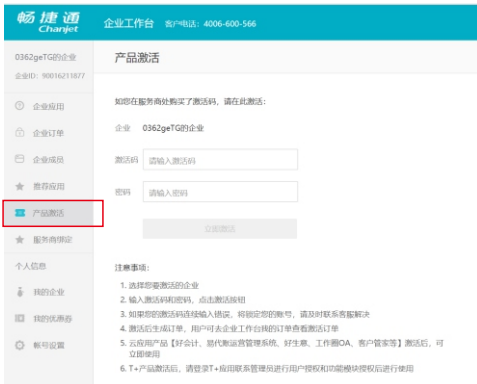 畅捷通
Chanjet
企业工作台 客户电话：4006-600-566
0362geTG的企业
企业ID：90016211877
企业应用
企业订单
企业成员
推荐应用
产品激活
服务商绑定
个人信息
我的企业
我的优惠券
帐号设置
产品激活
如您在服务商处购买了激活码，请在此激活：
企业 0362geTG的企业
激活码 请输入激活码
密码 请输入密码
立即激活
注意事项：
1. 选择您要激活的企业
2. 输入激活码和密码，点击激活按钮
3. 如果您的激活码连续输入错误，将锁定您的账号，请及时联系客服解决
4. 激活后生成订单，用户可去企业工作台我的订单查看激活订单
5. 云应用产品【好会计、易代账运营管理系统、好生意、工作圈OA、客户管家等】激活后，可
立即使用
6. T+产品激活后，请登录T+应用联系管理员进行用户授权和功能模块授权后进行使用